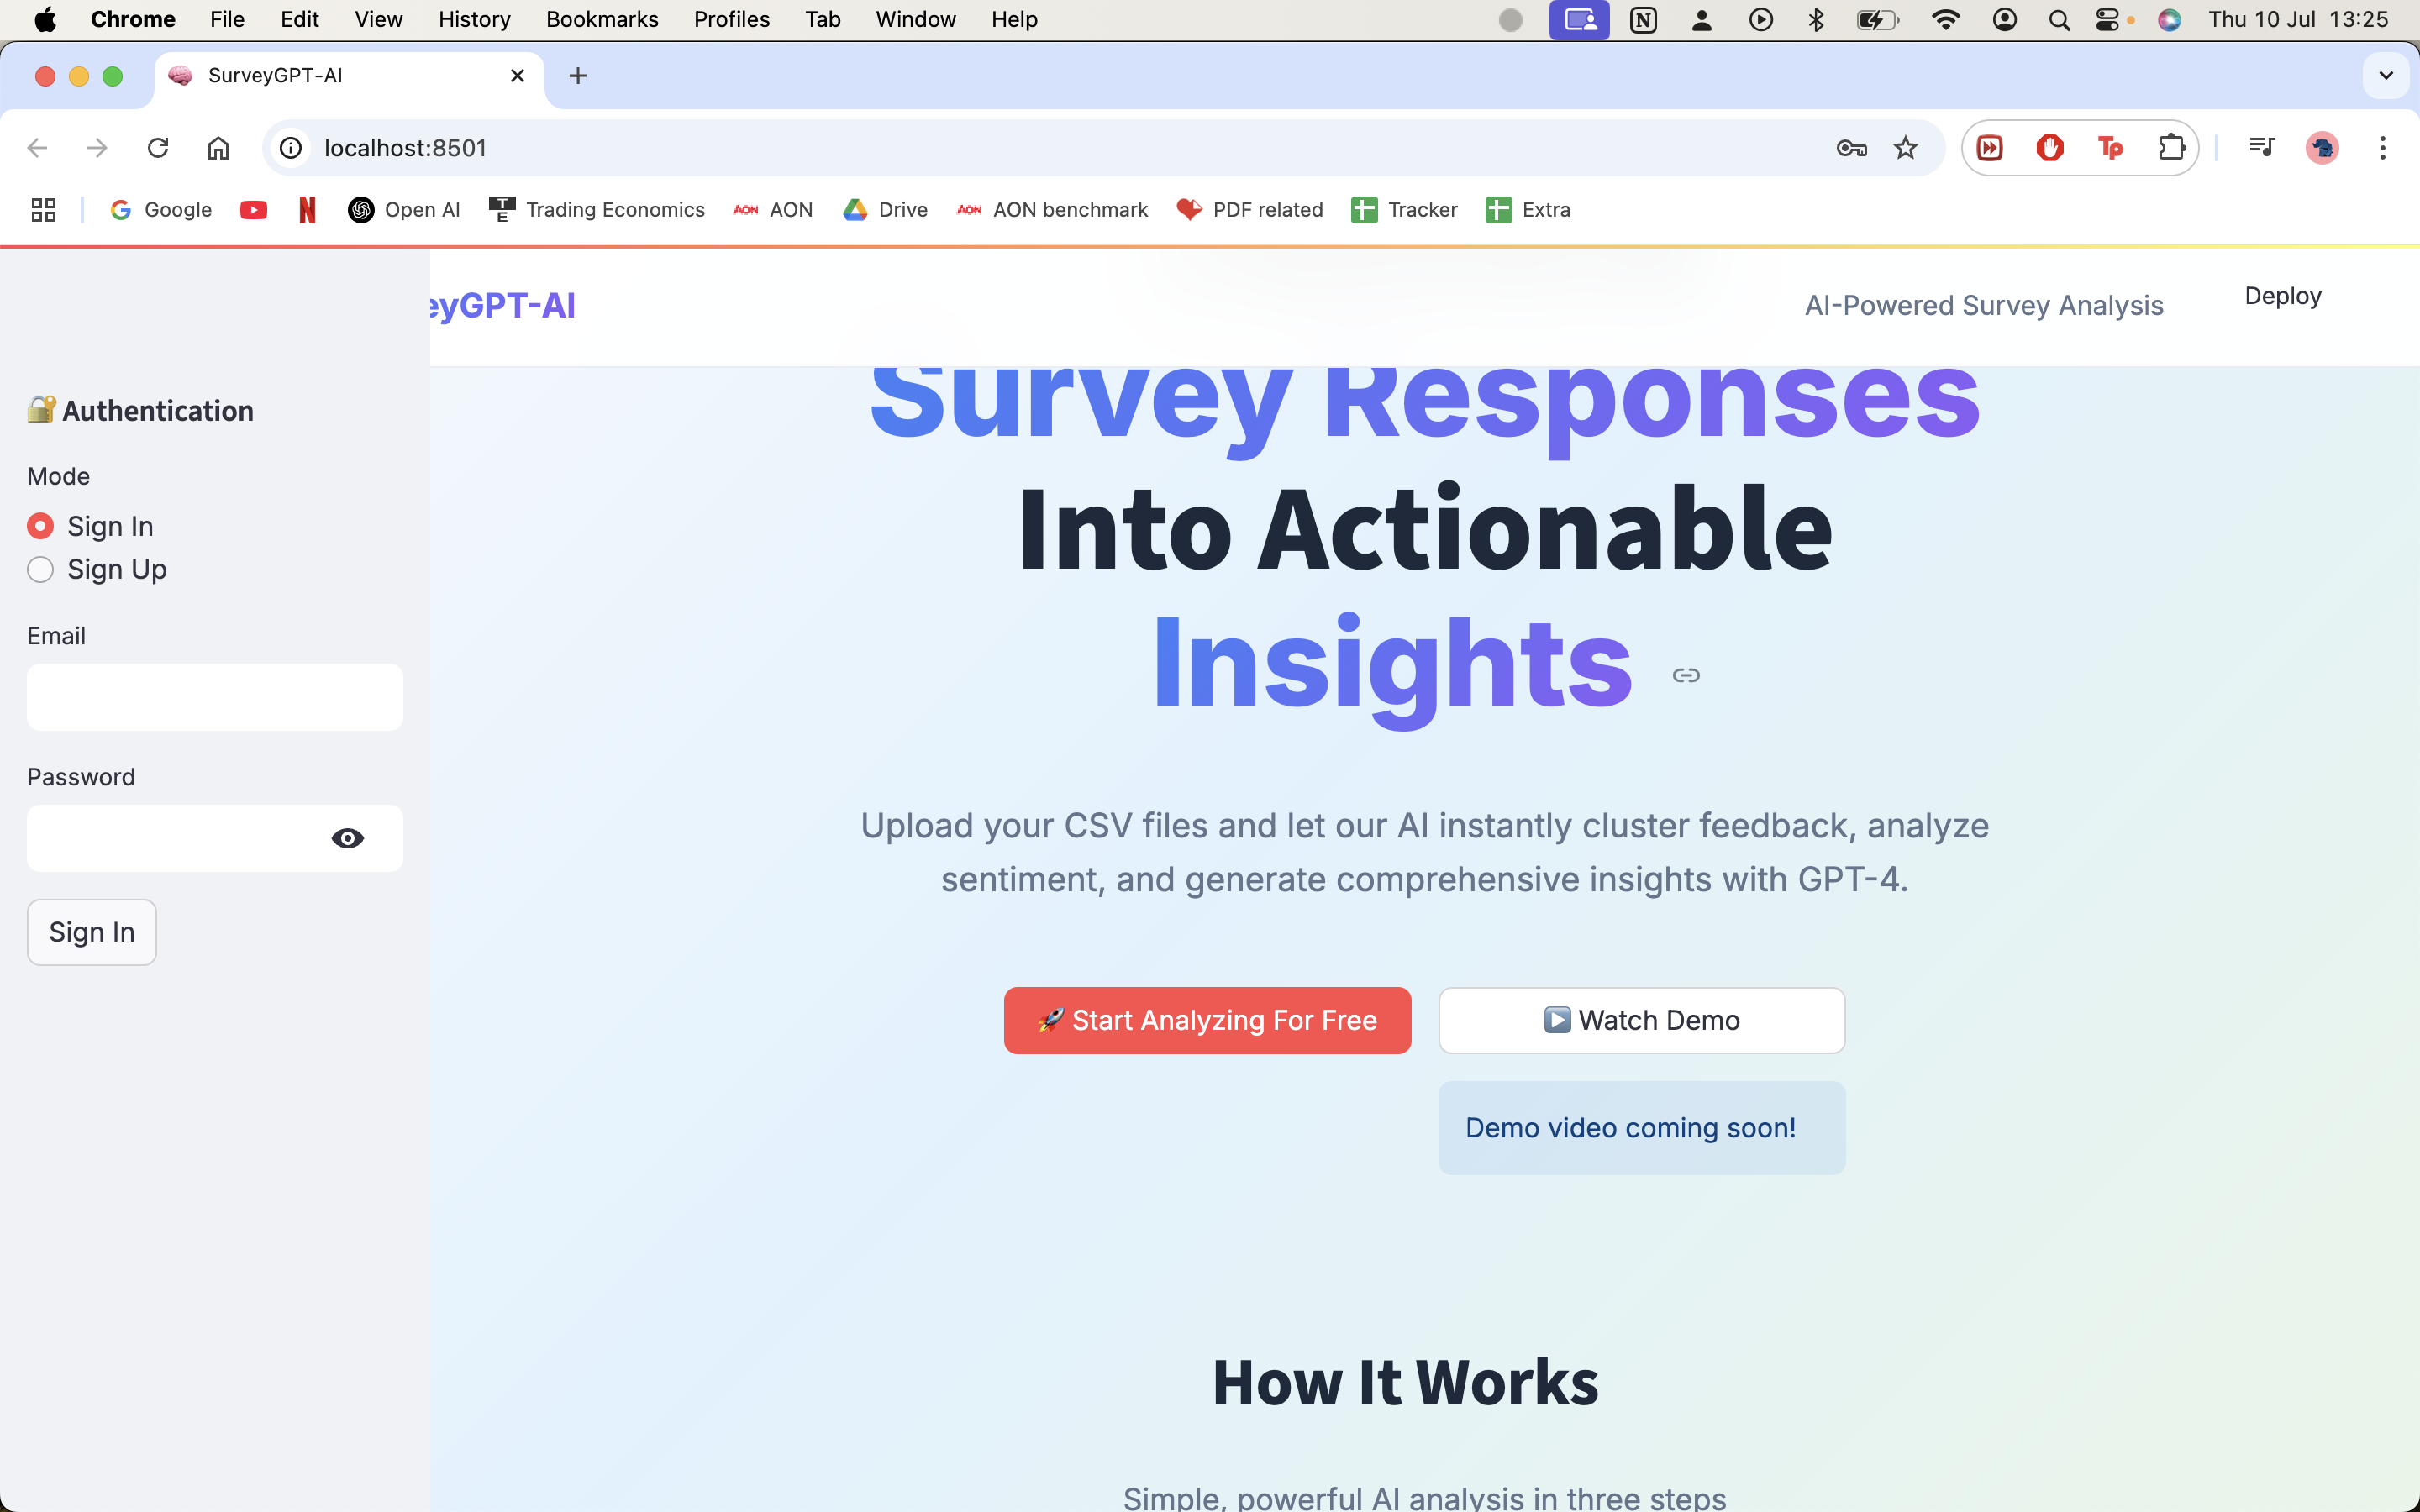 Chrome File Edit View History Bookmarks Profiles Tab Window Help Thu 10 Jul 13:25
SurveyGPT-AI
localhost:8501
Google Open AI Trading Economics AON AON Drive AON AON benchmark PDF related Tracker Extra
eyGPT-AI AI-Powered Survey Analysis Deploy
Authentication
Mode
Sign In
Sign Up
Email
Password
Sign In
Survey Responses
Into Actionable
Insights
Upload your CSV files and let our AI instantly cluster feedback, analyze
sentiment, and generate comprehensive insights with GPT-4.
Start Analyzing For Free
Watch Demo
Demo video coming soon!
How It Works
Simple, powerful AI analysis in three steps